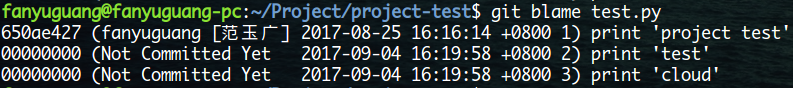 fanyuguang@fanyuguang-pc:~/Project/project-test$ git blame test.py
650ae427 (fanyuguang [范玉广] 2017-08-25 16:16:14 +0800 1) print 'project test'
00000000 (Not Committed Yet   2017-09-04 16:19:58 +0800 2) print 'test'
00000000 (Not Committed Yet   2017-09-04 16:19:58 +0800 3) print 'cloud'